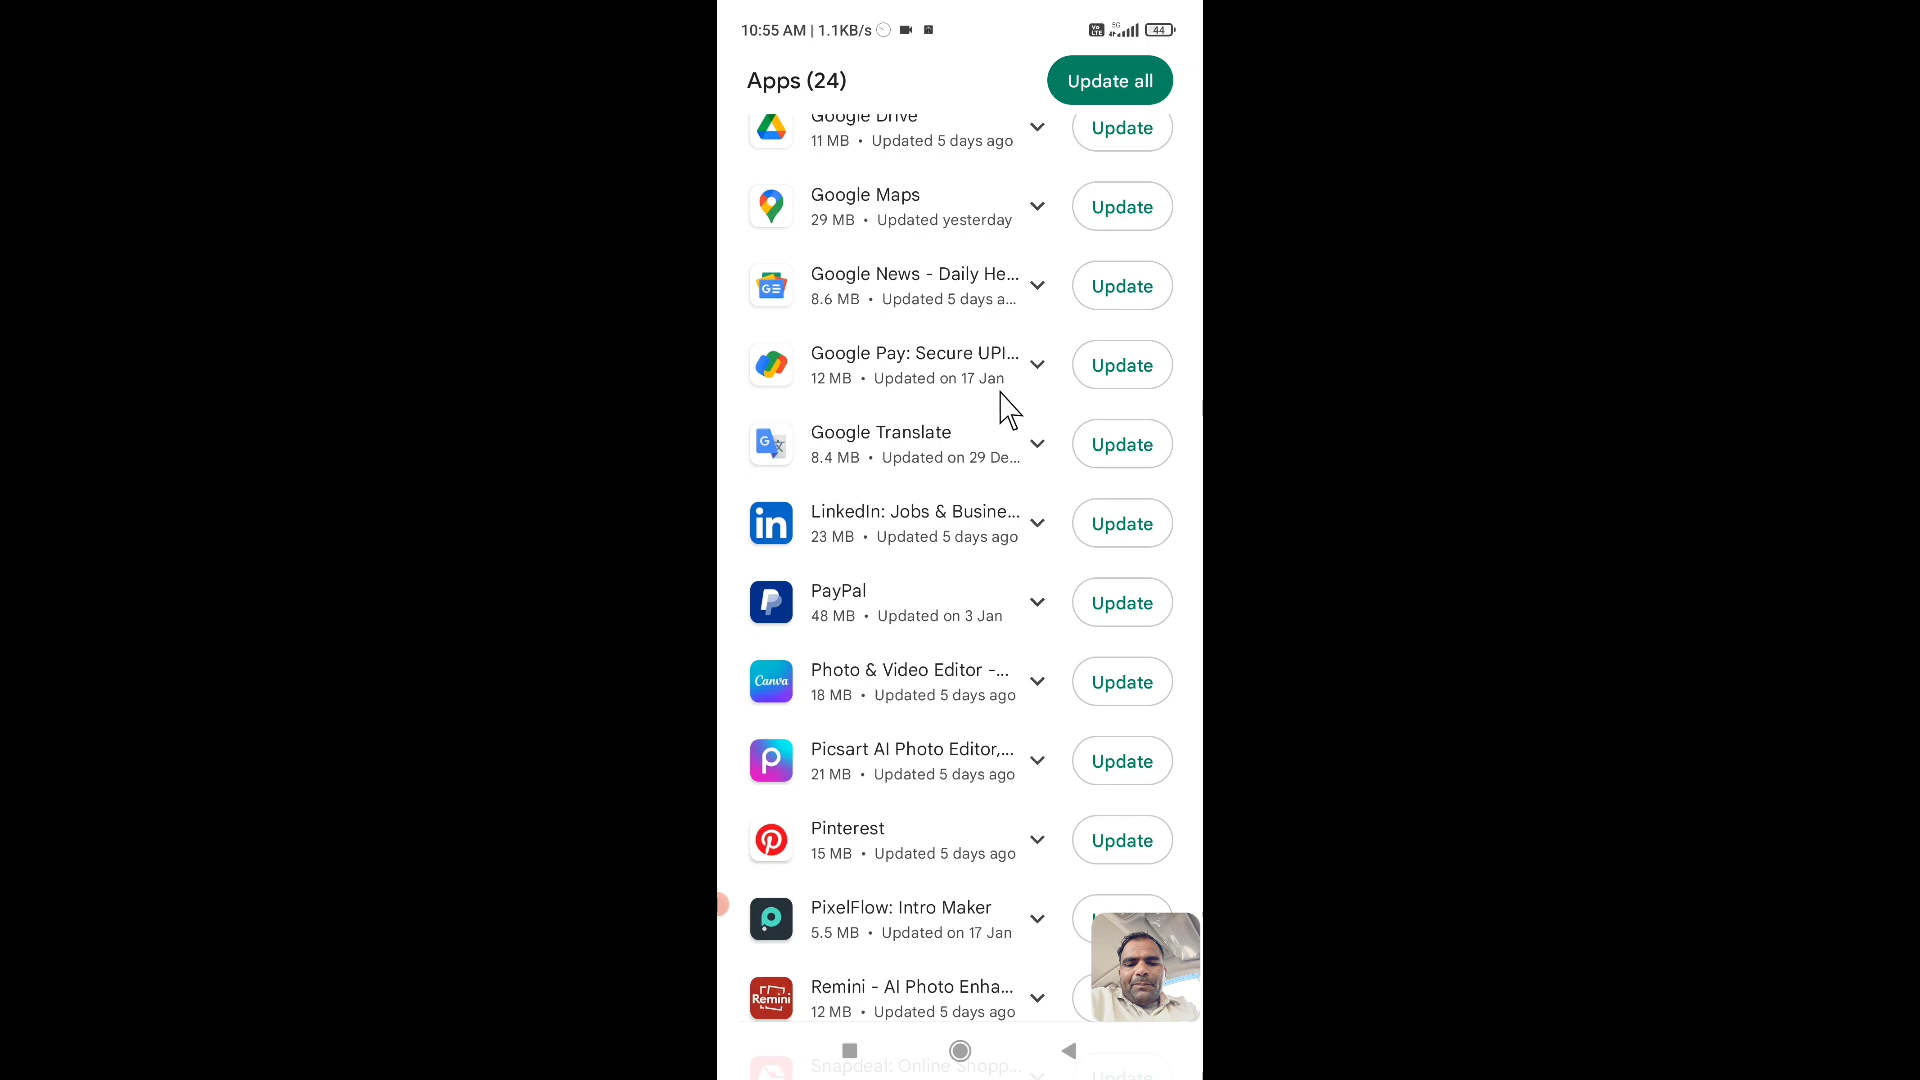 10:55 AM | 1.1KB/s Vo LTE 5G 44
Apps (24) Update all
Google Drive
11 MB • Updated 5 days ago Update
Google Maps
29 MB • Updated yesterday Update
Google News - Daily He...
8.6 MB • Updated 5 days a... Update
Google Pay: Secure UPI...
12 MB • Updated on 17 Jan Update
Google Translate
8.4 MB • Updated on 29 De... Update
LinkedIn: Jobs & Busine...
23 MB • Updated 5 days ago Update
PayPal
48 MB • Updated on 3 Jan Update
Photo & Video Editor -...
Canva
18 MB • Updated 5 days ago Update
Picsart AI Photo Editor,...
21 MB • Updated 5 days ago Update
Pinterest
15 MB • Updated 5 days ago Update
PixelFlow: Intro Maker
5.5 MB • Updated on 17 Jan
Remini - AI Photo Enha...
Remini
12 MB • Updated 5 days ago
Snapdeal: Online Shopp...
Update